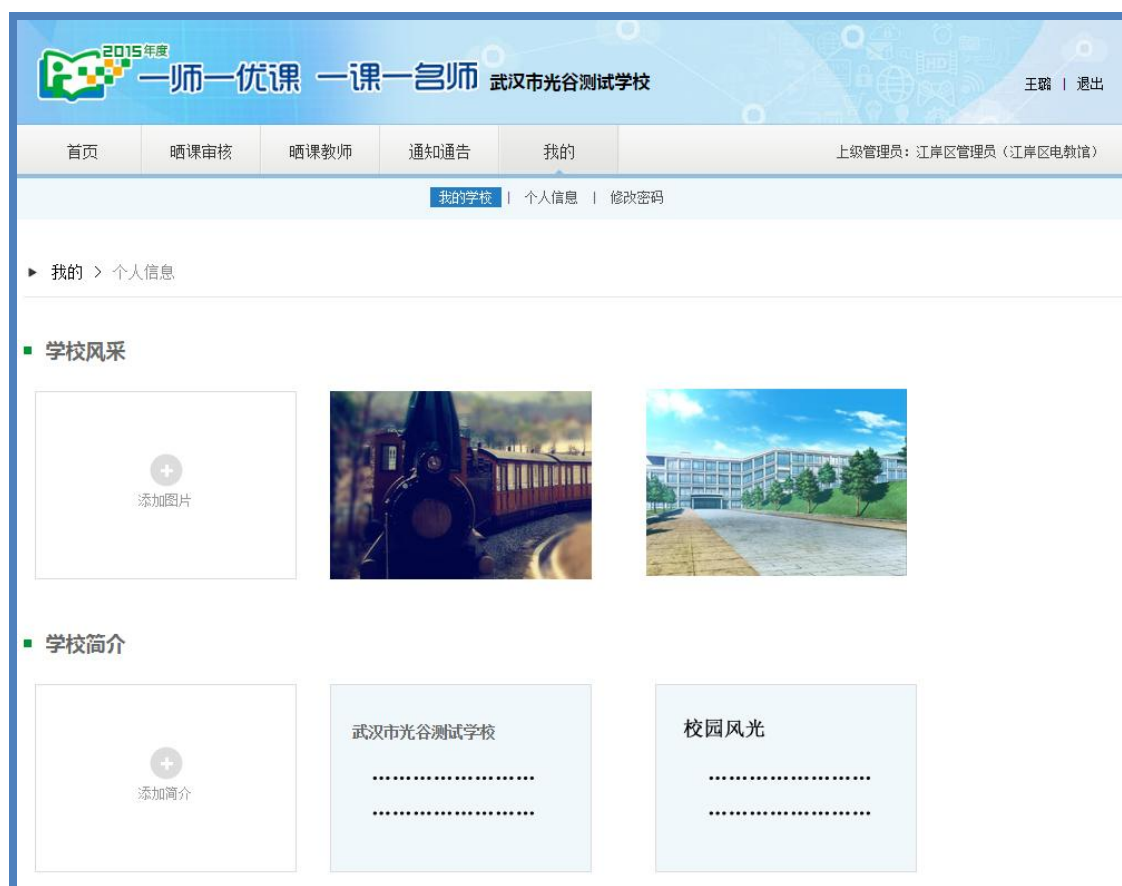 2015年度
一师一优课 一课一名师 武汉市光谷测试学校
王璐 | 退出
首页 晒课审核 晒课教师 通知通告 我的 上级管理员：江岸区管理员（江岸区电教馆）
我的学校 | 个人信息 | 修改密码
我的 > 个人信息
学校风采
添加图片
学校简介
添加简介
武汉市光谷测试学校
……………………
……………………
校园风光
……………………
……………………